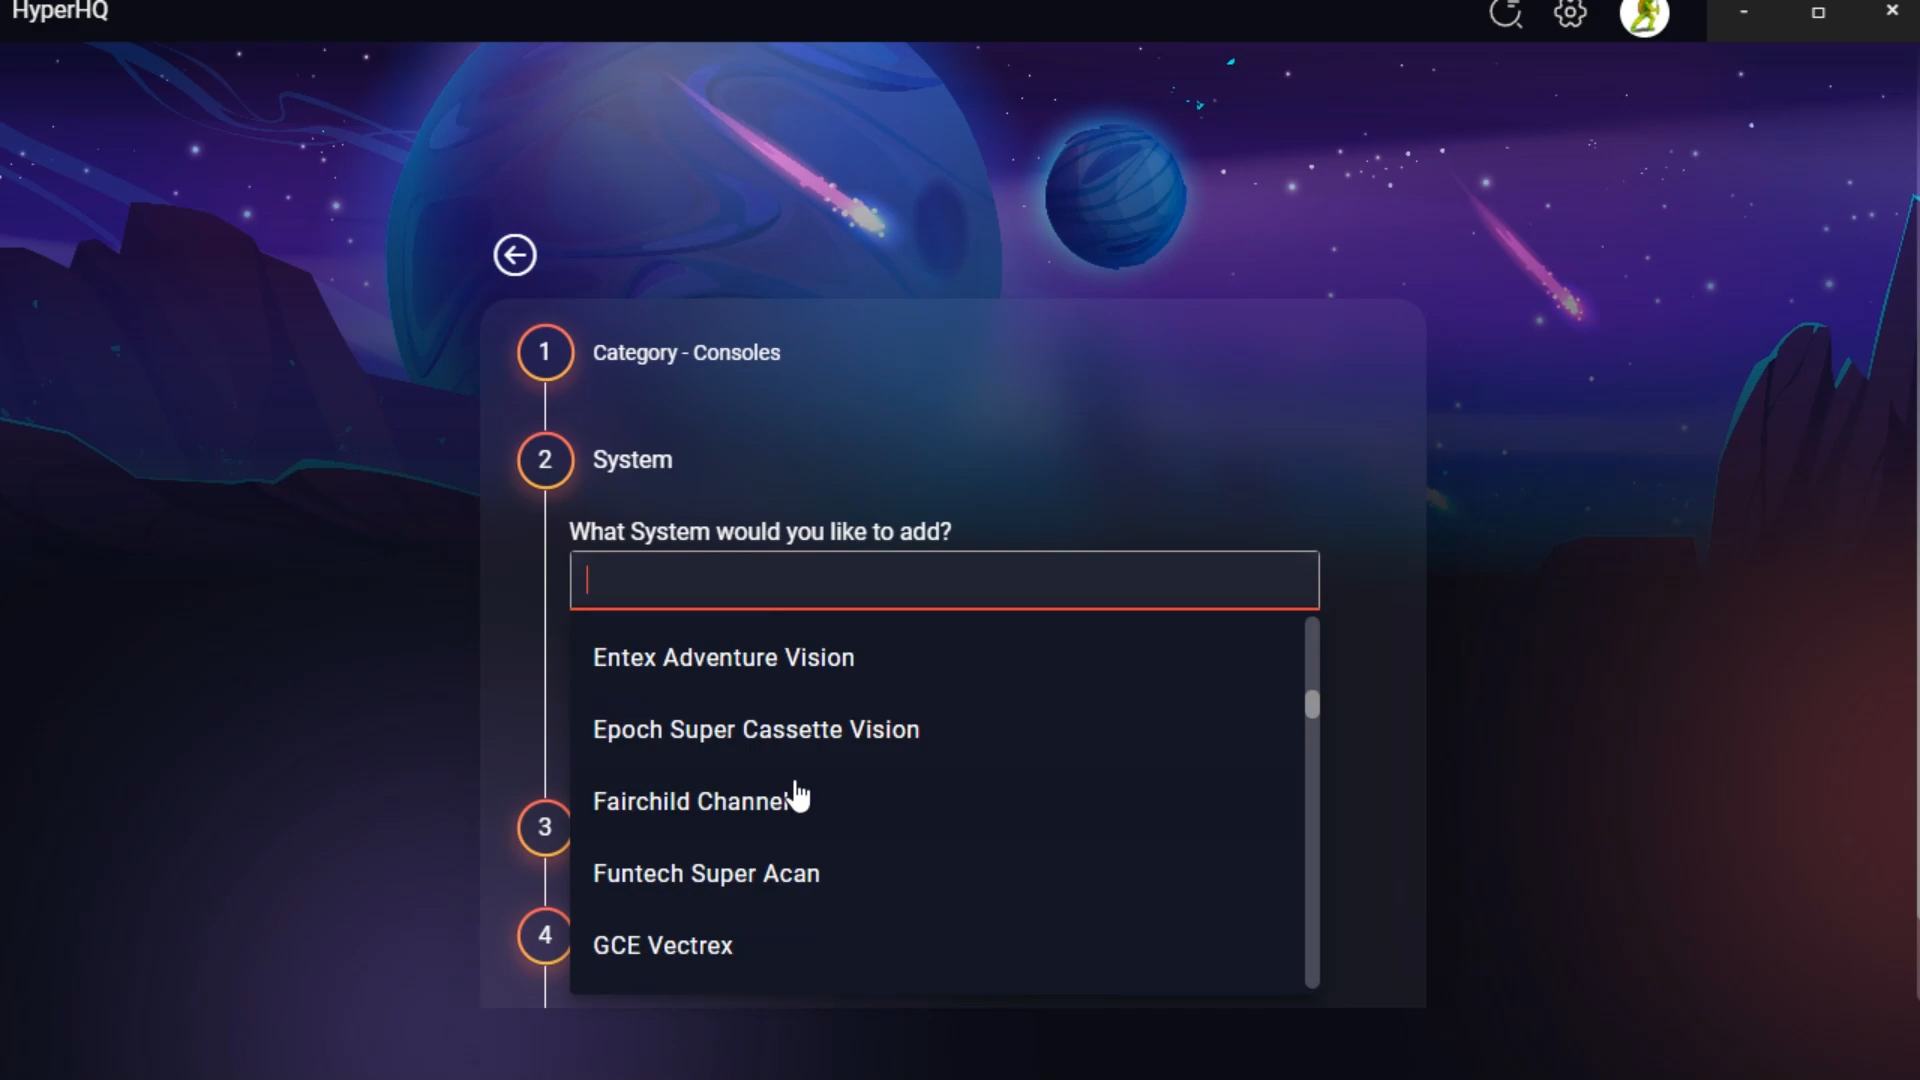 HyperHQ
1 Category - Consoles
2 System
What System would you like to add?
Entex Adventure Vision
Epoch Super Cassette Vision
Fairchild Channel
3
Funtech Super Acan
4
GCE Vectrex